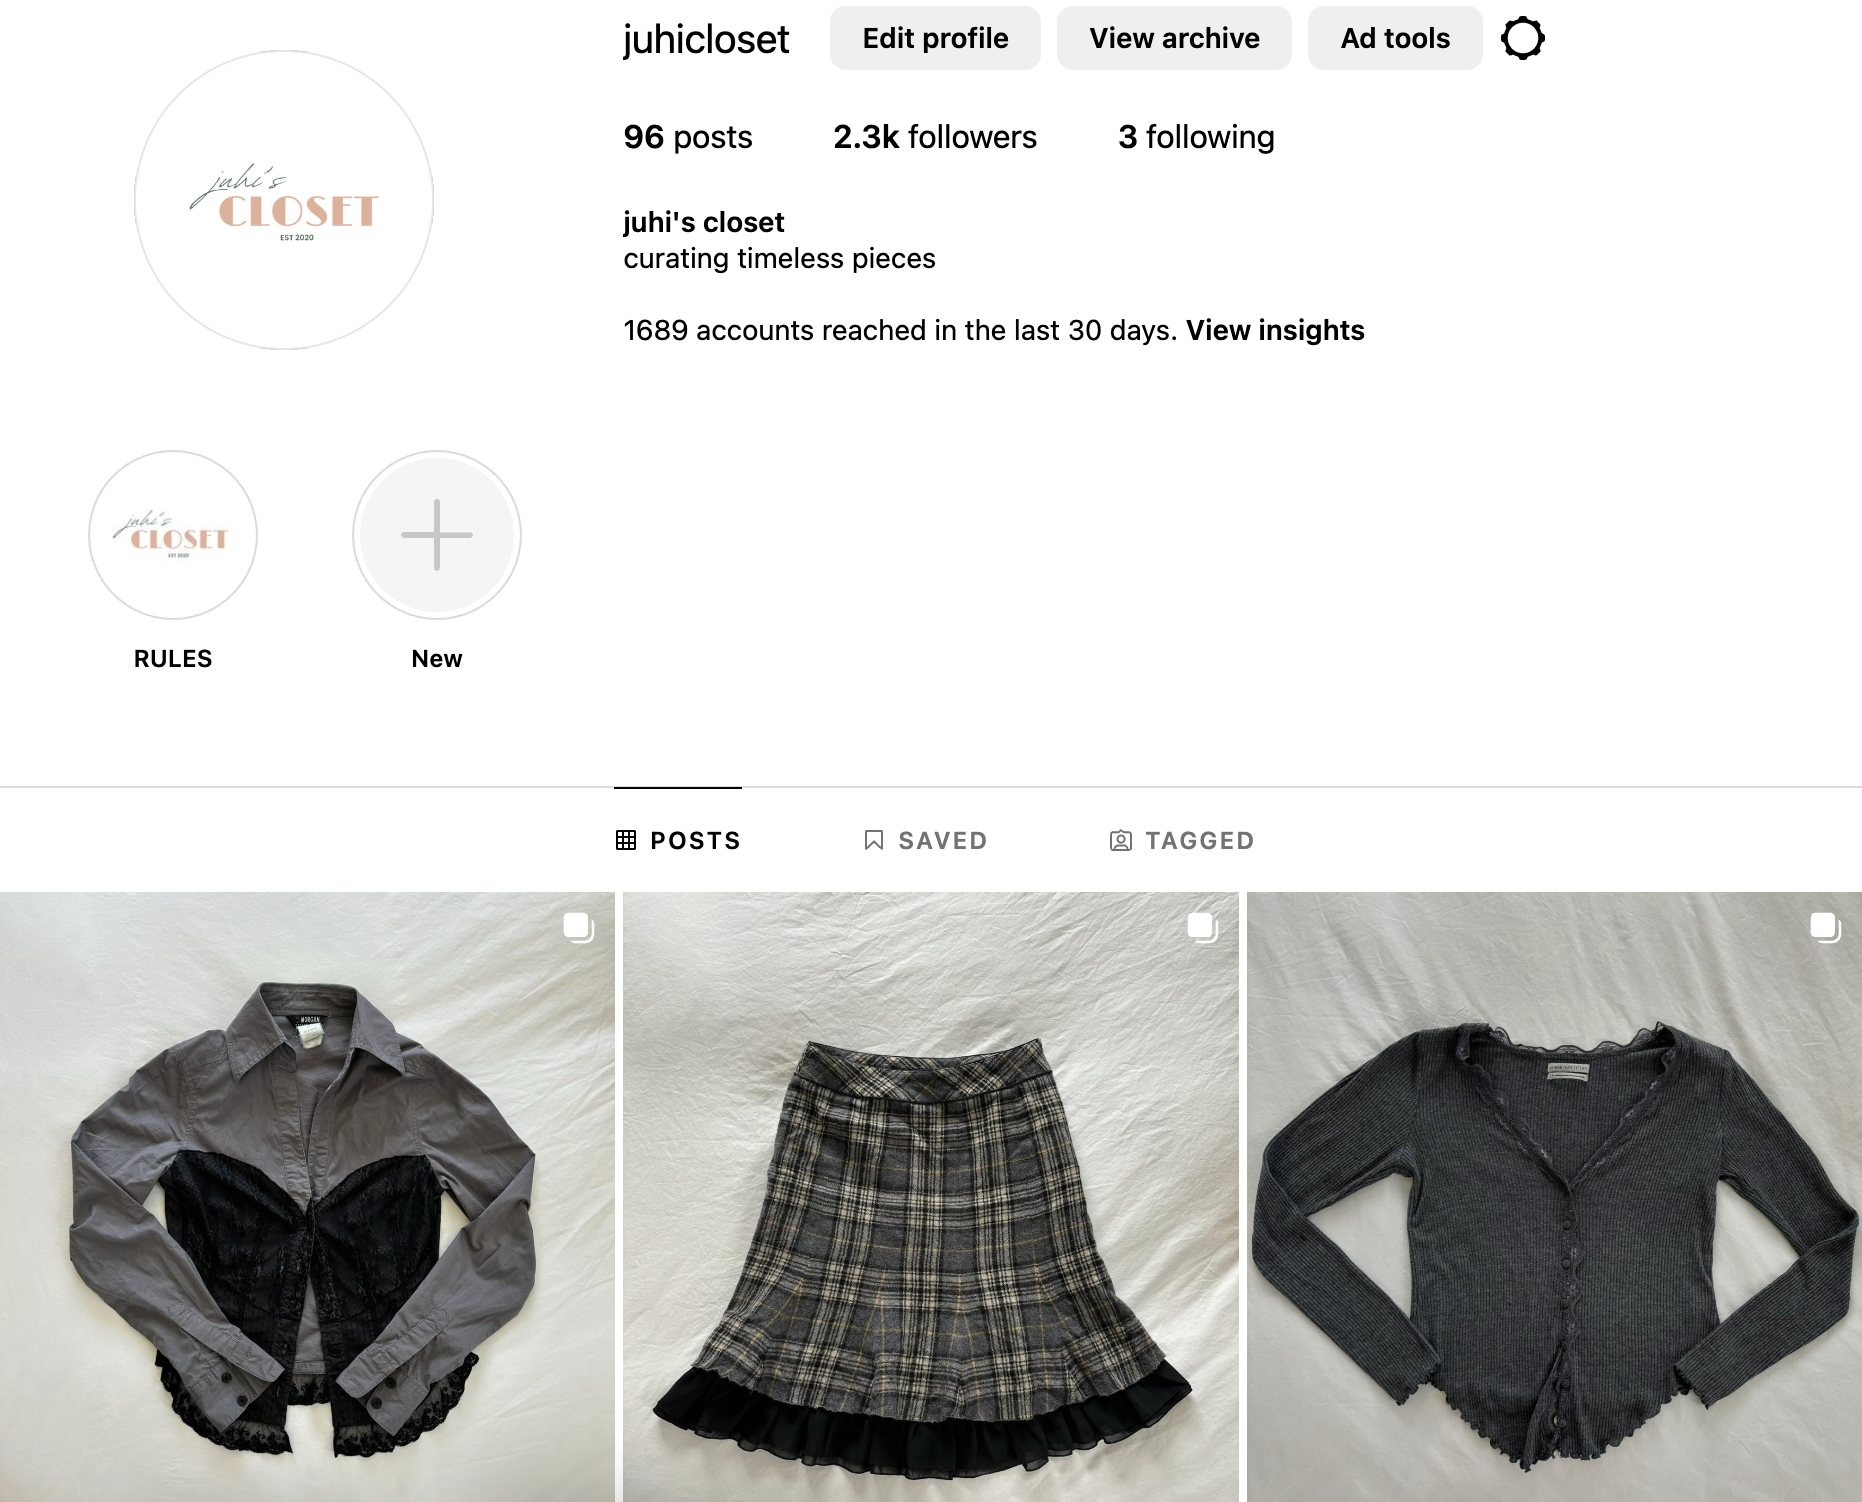 juhicloset
Edit profile
View archive
Ad tools
96 posts
2.3k followers
3 following
juhi's
CLOSET
EST 2020
juhi's closet
curating timeless pieces
1689 accounts reached in the last 30 days. View insights
juhi's
CLOSET
EST 2020
RULES
New
POSTS
SAVED
TAGGED
MORGAN